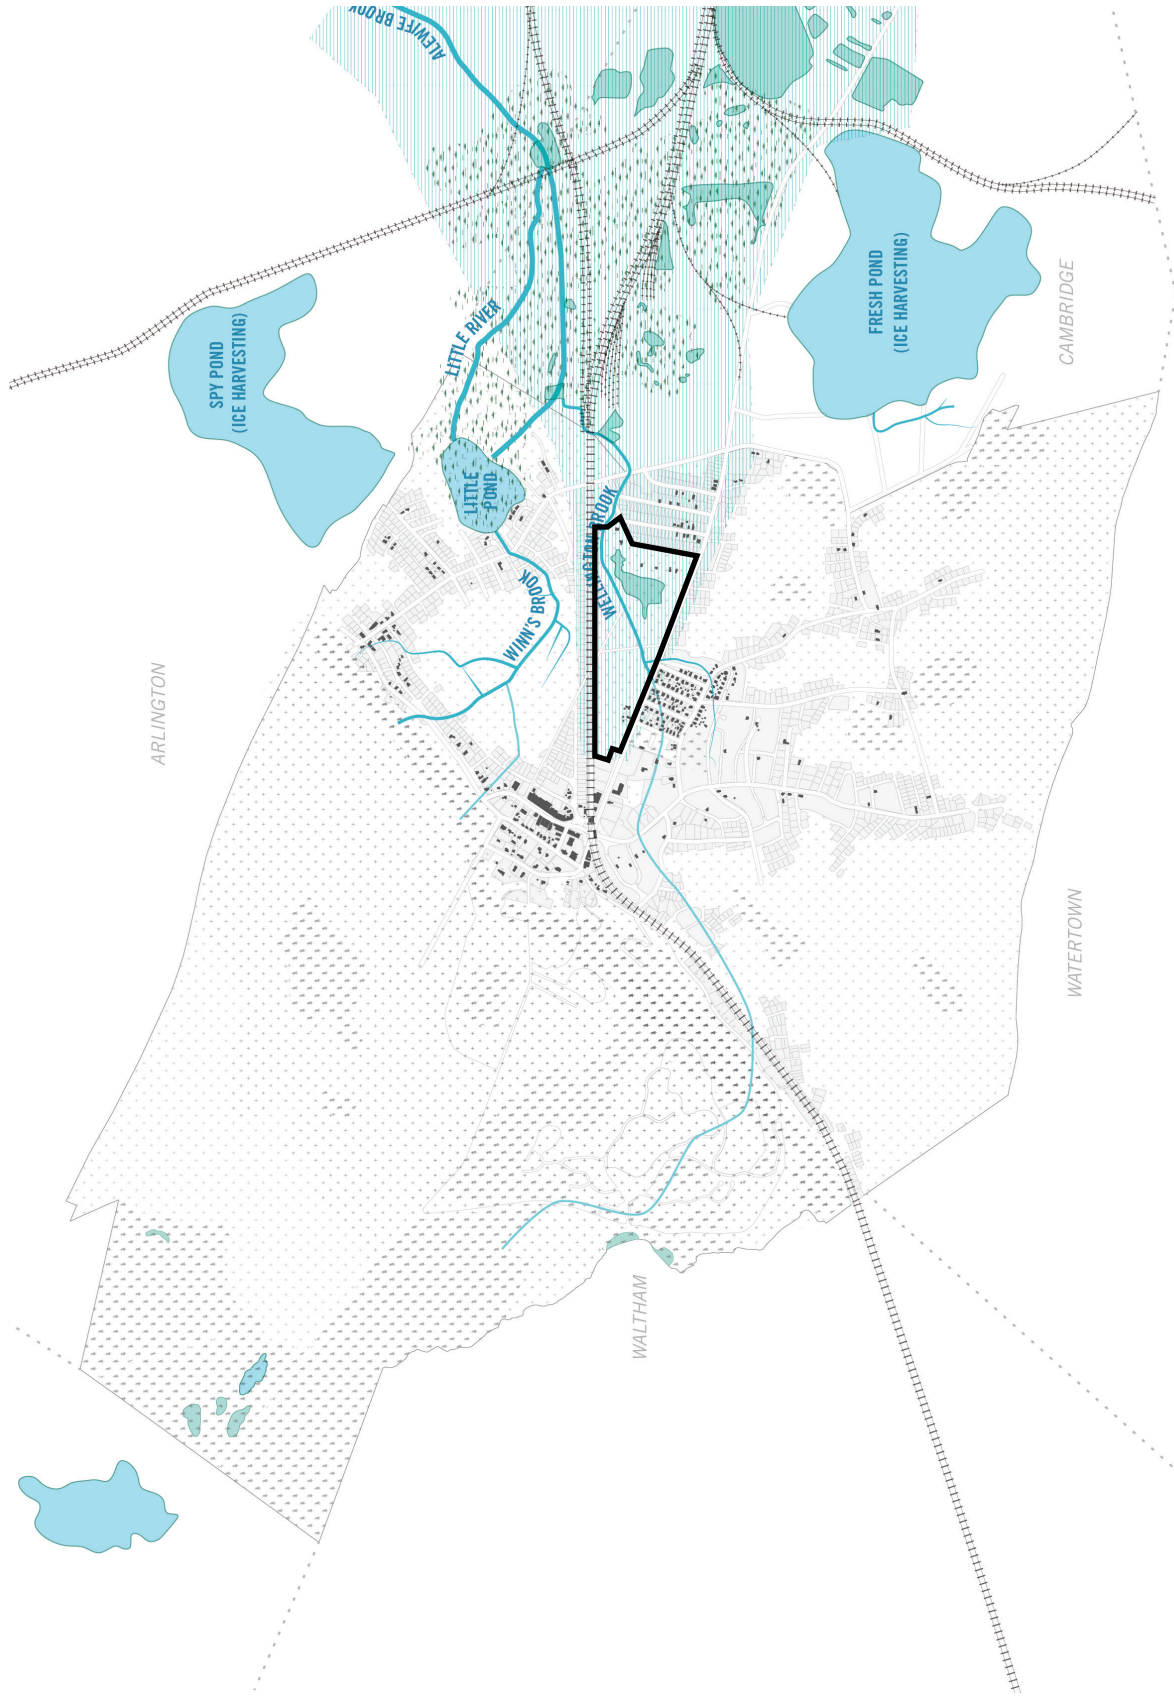 ALEWIFE BROOK
LITTLE RIVER
SPY POND
(ICE HARVESTING)
FRESH POND
(ICE HARVESTING)
CAMBRIDGE
LITTLE
POND
WELLINGTON BROOK
WINN'S BROOK
ARLINGTON
WATERTOWN
WALTHAM